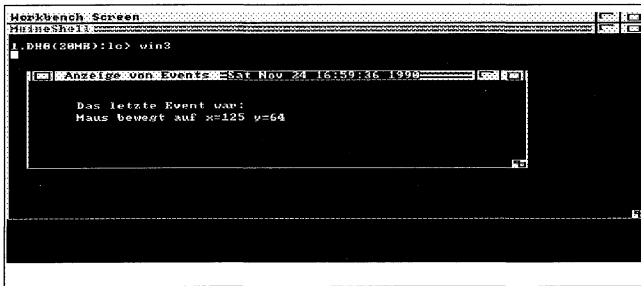 Workbench Screen
MeineShell
1.DH0(20MB):lc> win3
Anzeige von Events Sat Nov 24 16:59:36 1990
Das letzte Event war:
Maus bewegt auf x=125 y=64